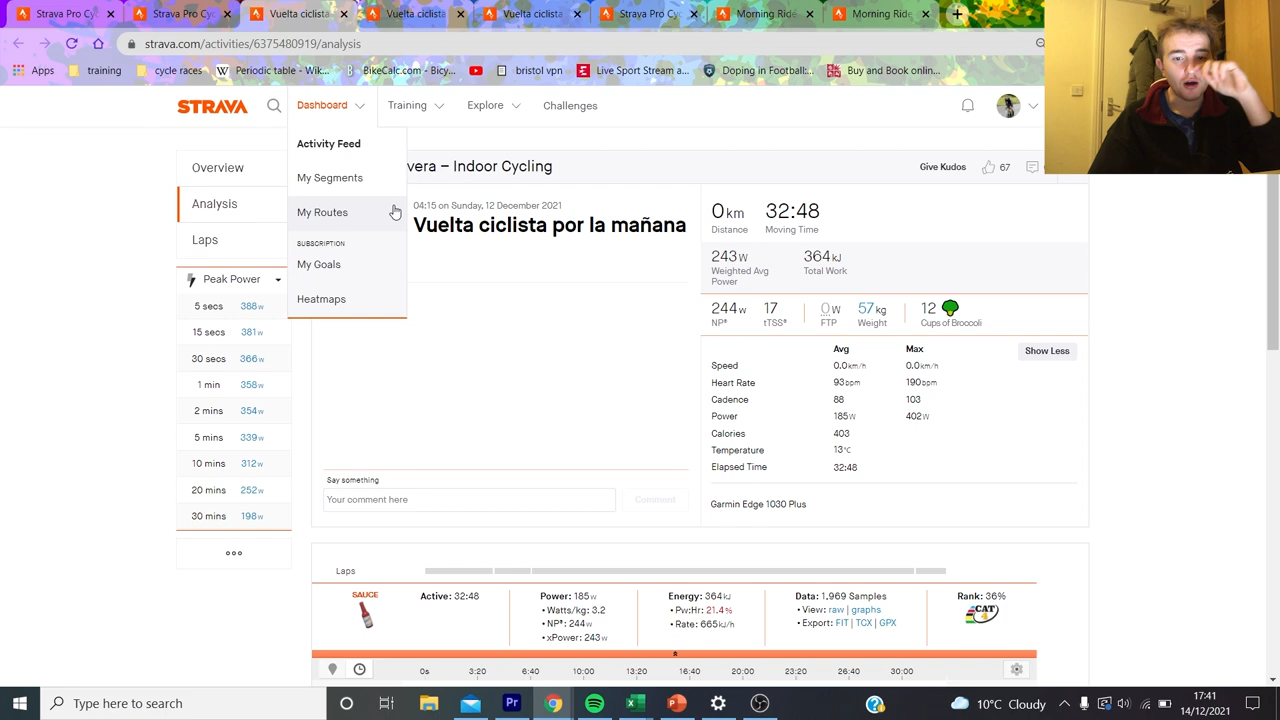 Strava Pro Cyc
Strava Pro C
Vuelta ciclista
Vuelta ciclista
Vuelta ciclista
Strava Pro Cyc
Morning Ride
Morning Ride
strava.com/activities/6375480919/analysis
Apps
training
cycle races
Periodic table - Wik...
BikeCalc.com - Bicy...
bristol vpn
Live Sport Stream a...
Doping in Football:...
Buy and Book onlin...
STRAVA
Dashboard
Training
Explore
Challenges
Activity Feed
My Segments
My Routes
SUBSCRIPTION
My Goals
Heatmaps
Overview
Analysis
Laps
Peak Power
5 secs 388w
15 secs 381w
30 secs 366w
1 min 358w
2 mins 354w
5 mins 339w
10 mins 312w
20 mins 252w
30 mins 198w
vera – Indoor Cycling
Give Kudos
67
04:15 on Sunday, 12 December 2021
Vuelta ciclista por la mañana
0km 32:48
Distance Moving Time
243W 364kJ
Weighted Avg Total Work
Power
244w 17 0W 57kg 12
NP® tTSS® FTP Weight Cups of Broccoli
Avg Max
Show Less
Speed 0.0km/h 0.0km/h
Heart Rate 93bpm 190bpm
Cadence 88 103
Power 185W 402W
Calories 403
Temperature 13°C
Elapsed Time 32:48
Garmin Edge 1030 Plus
Say something
Your comment here
Comment
Laps
SAUCE
Active: 32:48
Power: 185w
• Watts/kg: 3.2
• NP®: 244w
• xPower: 243w
Energy: 364kJ
• Pw:Hr: 21.4%
• Rate: 665kJ/h
Data: 1,969 Samples
• View: raw | graphs
• Export: FIT | TCX | GPX
Rank: 36%
CAT 4
0s 3:20 6:40 10:00 13:20 16:40 20:00 23:20 26:40 30:00
Type here to search
10°C Cloudy
17:41
14/12/2021